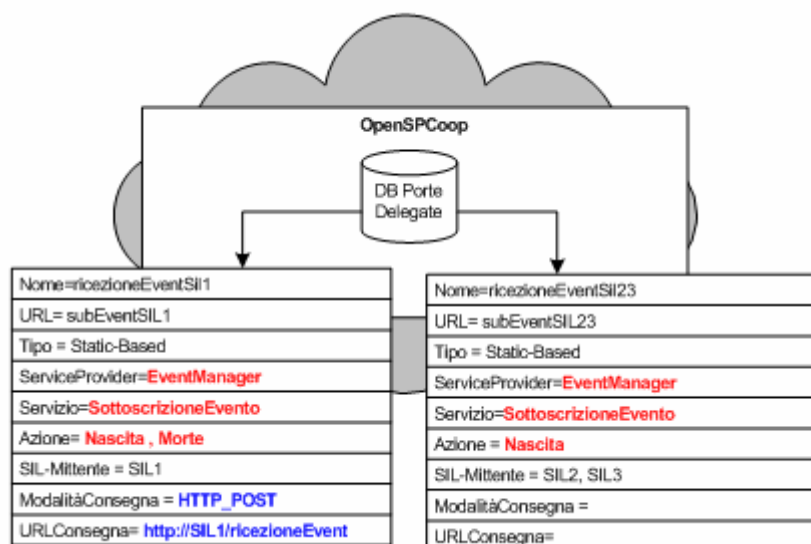 OpenSPCoop
DB Porte
Delegate
Nome=ricezioneEventSil1
URL= subEventSIL1
Tipo = Static-Based
ServiceProvider=EventManager
Servizio=SottoscrizioneEvento
Azione= Nascita , Morte
SIL-Mittente = SIL1
ModalitàConsegna = HTTP_POST
URLConsegna= http://SIL1/ricezioneEvent
Nome=ricezioneEventSil23
URL= subEventSIL23
Tipo = Static-Based
ServiceProvider=EventManager
Servizio=SottoscrizioneEvento
Azione = Nascita
SIL-Mittente = SIL2, SIL3
ModalitàConsegna =
URLConsegna=